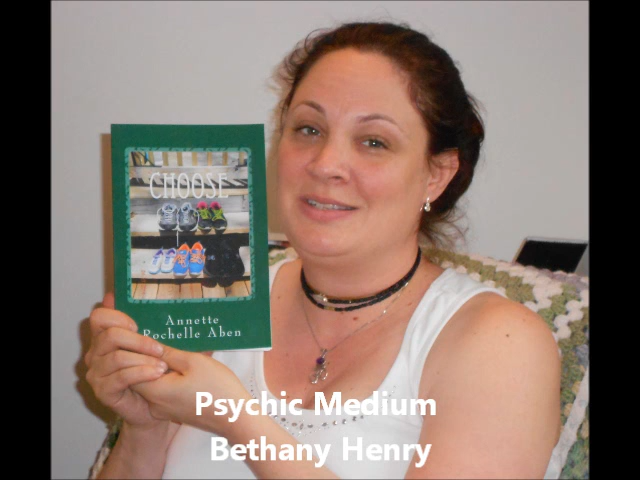 CHOOSE
Annette
Rochelle Aben
Psychic Medium
Bethany Henry